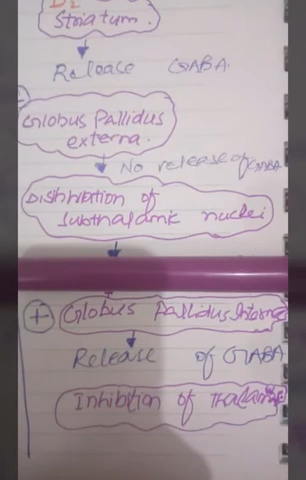 D2
Striatum.
Release GABA.
Globus Pallidus
externa.
No release of GABA
Disinhibition of
subthalamic nuclei
+ Globus Pallidus Interna
Release of GABA
Inhibition of Thalamus